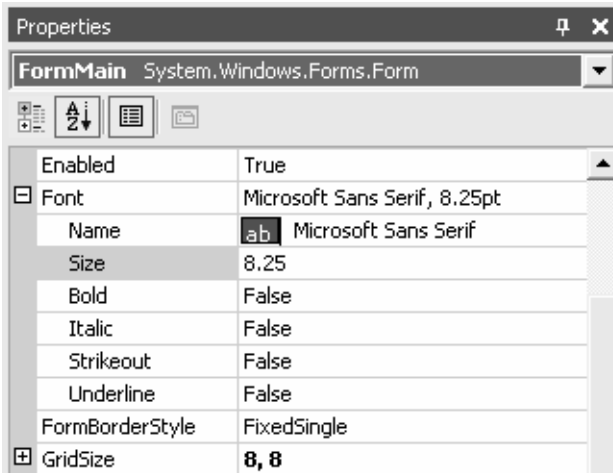 Properties
FormMain System.Windows.Forms.Form
A Z
Enabled True
Font Microsoft Sans Serif, 8.25pt
Name ab Microsoft Sans Serif
Size 8.25
Bold False
Italic False
Strikeout False
Underline False
FormBorderStyle FixedSingle
GridSize 8, 8